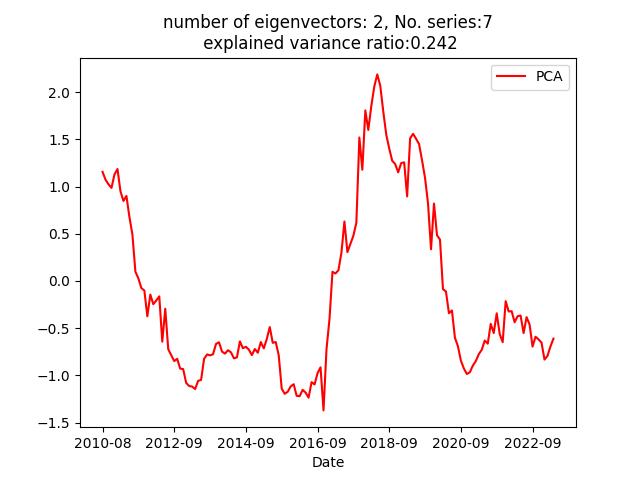 number of eigenvectors: 2, No. series:7
explained variance ratio:0.242
PCA
2.0
1.5
1.0
0.5
0.0
−0.5
−1.0
−1.5
2010-08 2012-09 2014-09 2016-09 2018-09 2020-09 2022-09
Date